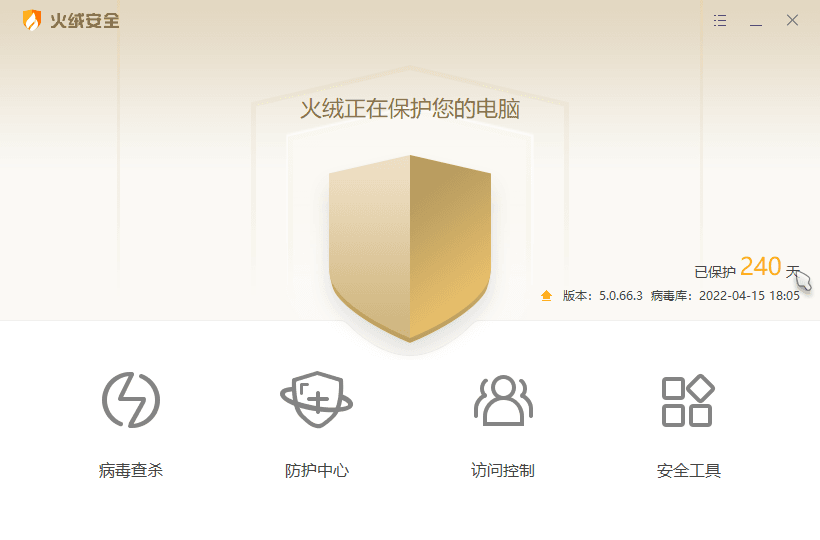 火绒安全
火绒正在保护您的电脑
已保护 240 天
版本：5.0.66.3 病毒库：2022-04-15 18:05
病毒查杀 防护中心 访问控制 安全工具